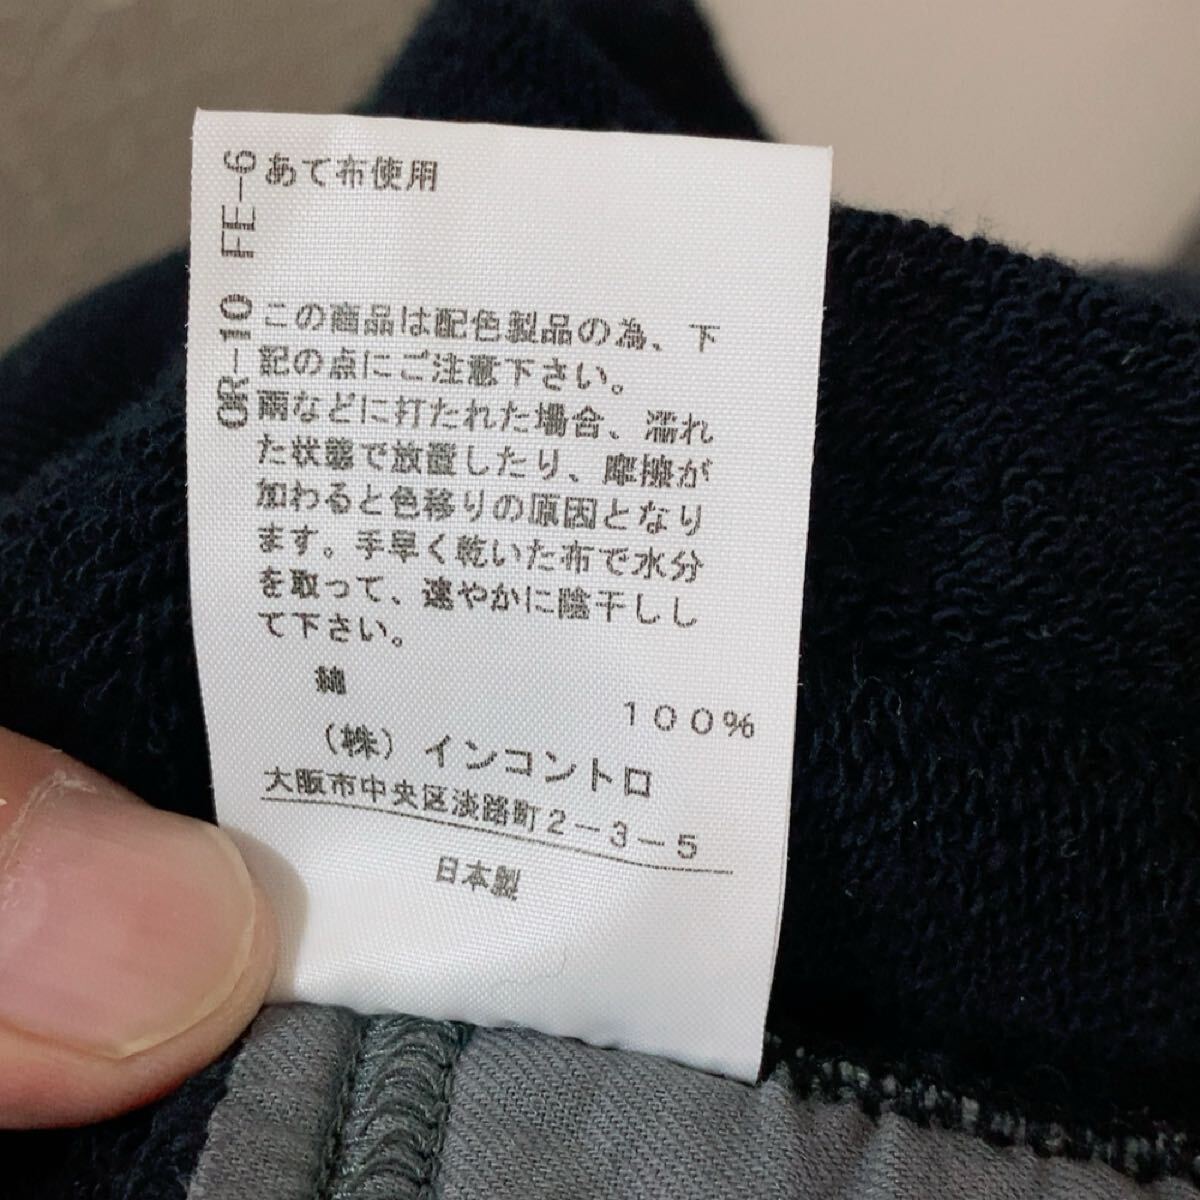 あて布使用
この商品は配色製品の為、下
記の点にご注意下さい。
雨などに打たれた場合、濡れ
た状態で放置したり、摩擦が
加わると色移りの原因となり
ます。手早く乾いた布で水分
を取って、速やかに陰干しし
て下さい。
綿
100%
(株)インコントロ
大阪市中央区淡路町2-3-5
日本製
OR-10 FE-6